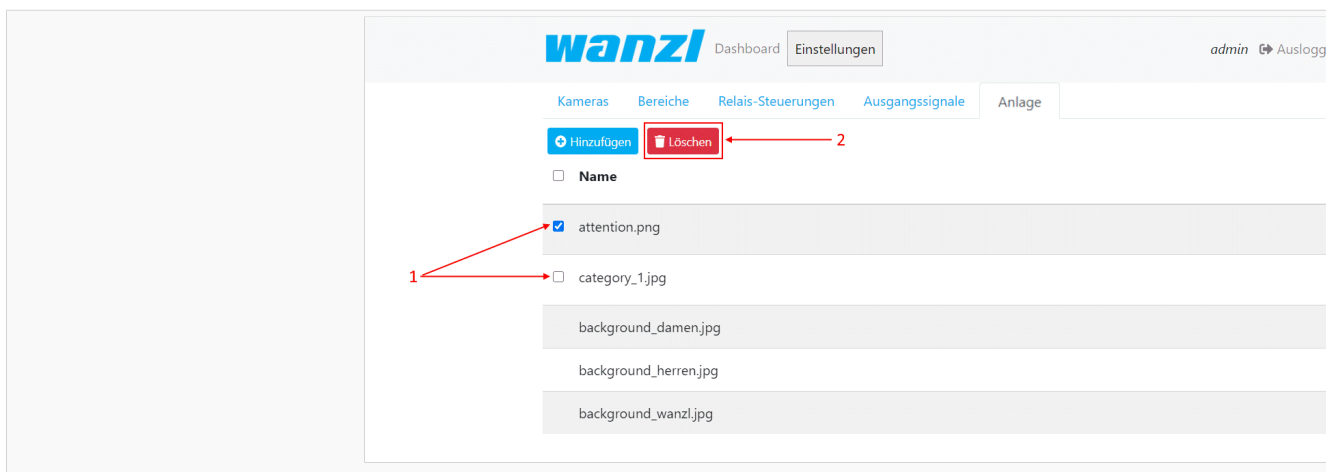 wanzl Dashboard Einstellungen admin Auslogg
Kameras Bereiche Relais-Steuerungen Ausgangssignale Anlage
Hinzufügen Löschen 2
Name
attention.png
1
category_1.jpg
background_damen.jpg
background_herren.jpg
background_wanzl.jpg